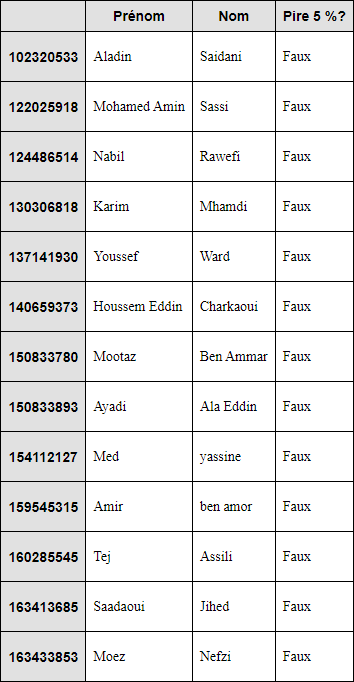 Prénom Nom Pire 5 %?
102320533 Aladin Saidani Faux
122025918 Mohamed Amin Sassi Faux
124486514 Nabil Rawefi Faux
130306818 Karim Mhamdi Faux
137141930 Youssef Ward Faux
140659373 Houssem Eddin Charkaoui Faux
150833780 Mootaz Ben Ammar Faux
150833893 Ayadi Ala Eddin Faux
154112127 Med yassine Faux
159545315 Amir ben amor Faux
160285545 Tej Assili Faux
163413685 Saadaoui Jihed Faux
163433853 Moez Nefzi Faux